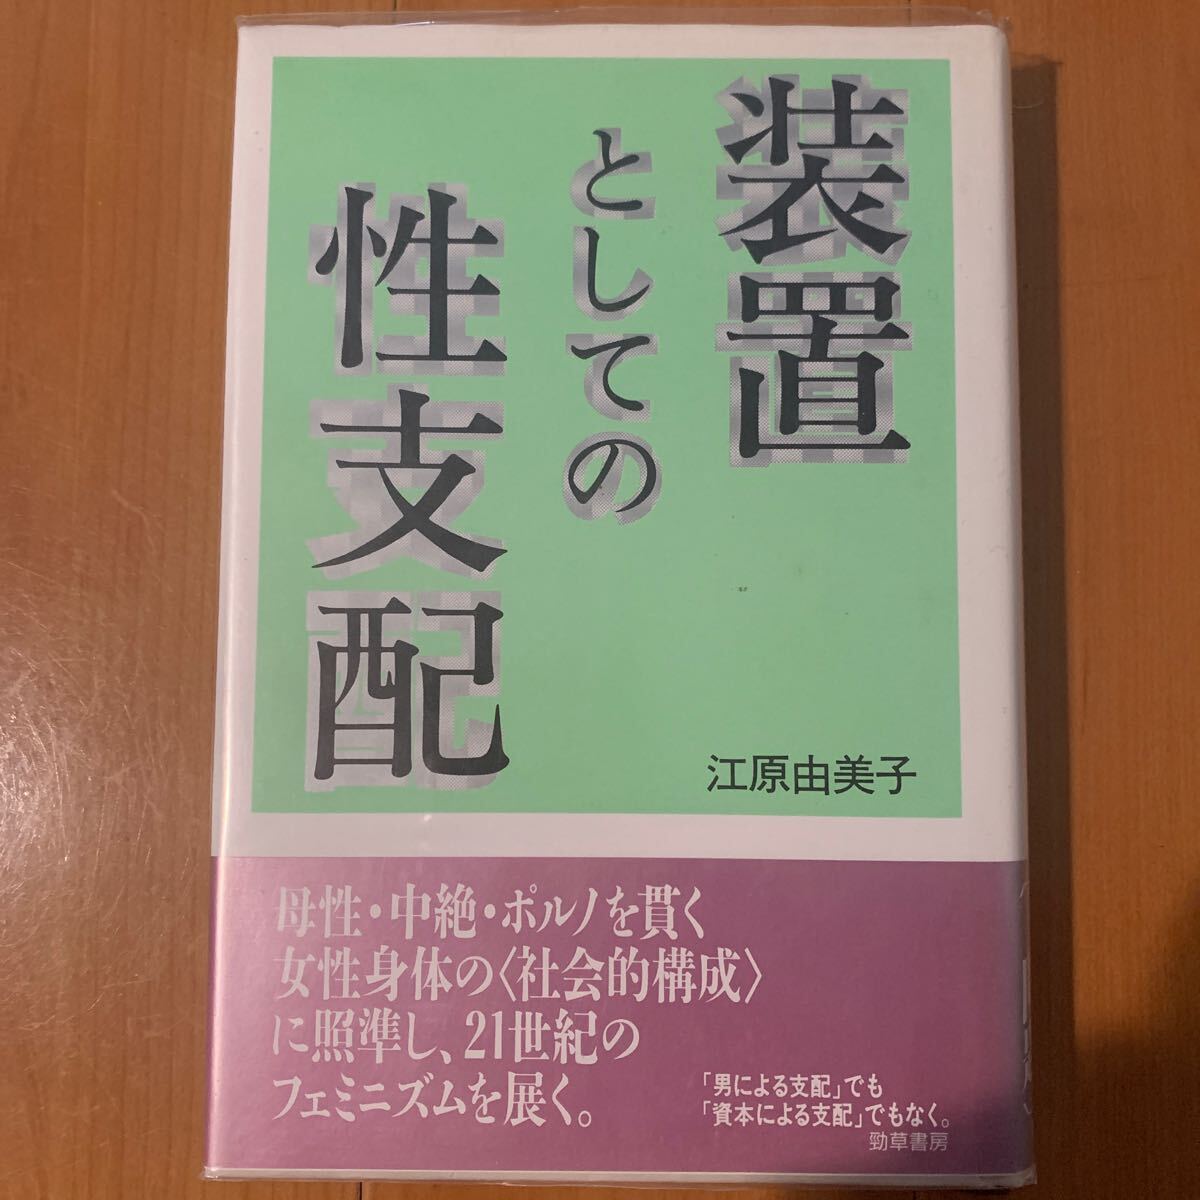 装置
としての
性支配
江原由美子
母性・中絶・ポルノを貫く
女性身体の〈社会的構成〉
に照準し、21世紀の
フェミニズムを展く。
「男による支配」でも
「資本による支配」でもなく。
勁草書房